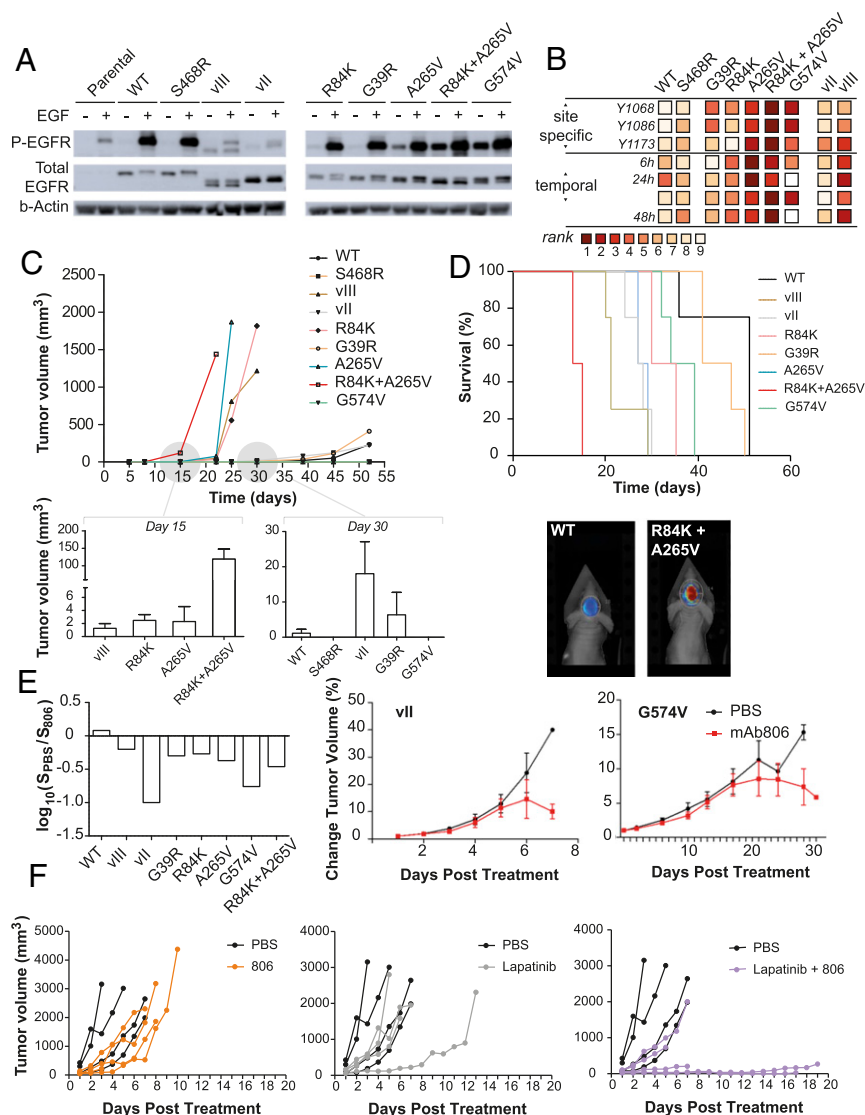 A
Parental
WT
S468R
vIII
vII
R84K
G39R
A265V
R84K+A265V
G574V
EGF - + - + - + - + - +
- + - + - + - + - +
P-EGFR
Total
EGFR
b-Actin
B
WT
S468R
G39R
R84K
A265V
R84K + A265V
G574V
vII
vIII
site
specific
Y1068
Y1086
Y1173
temporal
6h
24h
48h
rank
1 2 3 4 5 6 7 8 9
C
Tumor volume (mm3)
2500
2000
1500
1000
500
0
0 5 10 15 20 25 30 35 40 45 50 55
Time (days)
WT
S468R
vIII
vII
R84K
G39R
A265V
R84K+A265V
G574V
Day 15
Tumor volume (mm3)
200
150
100
50
6
4
2
0
vIII
R84K
A265V
R84K+A265V
Day 30
30
20
10
0
WT
S468R
vII
G39R
G574V
D
Survival (%)
100
80
60
40
20
0
0 20 40 60
Time (days)
WT
vIII
vII
R84K
G39R
A265V
R84K+A265V
G574V
WT
R84K +
A265V
E
log10(SPBS/S806)
0.5
0
-0.5
-1.0
-1.5
WT
vIII
vII
G39R
R84K
A265V
G574V
R84K+A265V
Change Tumor Volume (%)
vII
40
30
20
10
0
0 2 4 6 8
Days Post Treatment
G574V
PBS
mAb806
20
15
10
5
0
0 10 20 30
Days Post Treatment
F
Tumor volume (mm3)
5000
4000
3000
2000
1000
0
0 2 4 6 8 10 12 14 16 18 20
Days Post Treatment
PBS
806
4000
3000
2000
1000
0
0 2 4 6 8 10 12 14 16 18 20
Days Post Treatment
PBS
Lapatinib
4000
3000
2000
1000
0
0 2 4 6 8 10 12 14 16 18 20
Days Post Treatment
PBS
Lapatinib + 806